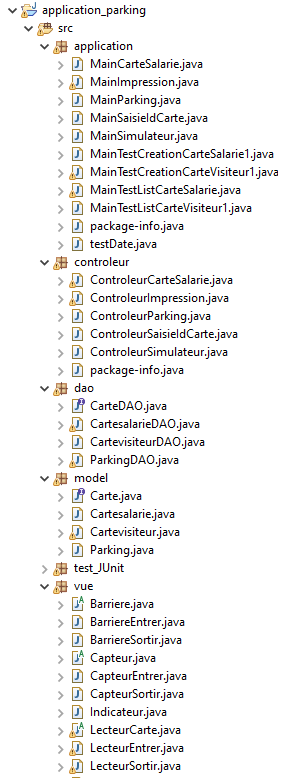 application_parking
src
application
MainCarteSalarie.java
MainImpression.java
MainParking.java
MainSaisieIdCarte.java
MainSimulateur.java
MainTestCreationCarteSalarie1.java
MainTestCreationCarteVisiteur1.java
MainTestListCarteSalarie.java
MainTestListCarteVisiteur1.java
package-info.java
testDate.java
controleur
ControleurCarteSalarie.java
ControleurImpression.java
ControleurParking.java
ControleurSaisieIdCarte.java
ControleurSimulateur.java
package-info.java
dao
CarteDAO.java
CartesalarieDAO.java
CartevisiteurDAO.java
ParkingDAO.java
model
Carte.java
Cartesalarie.java
Cartevisiteur.java
Parking.java
test_JUnit
vue
Barriere.java
BarriereEntrer.java
BarriereSortir.java
Capteur.java
CapteurEntrer.java
CapteurSortir.java
Indicateur.java
LecteurCarte.java
LecteurEntrer.java
LecteurSortir.java